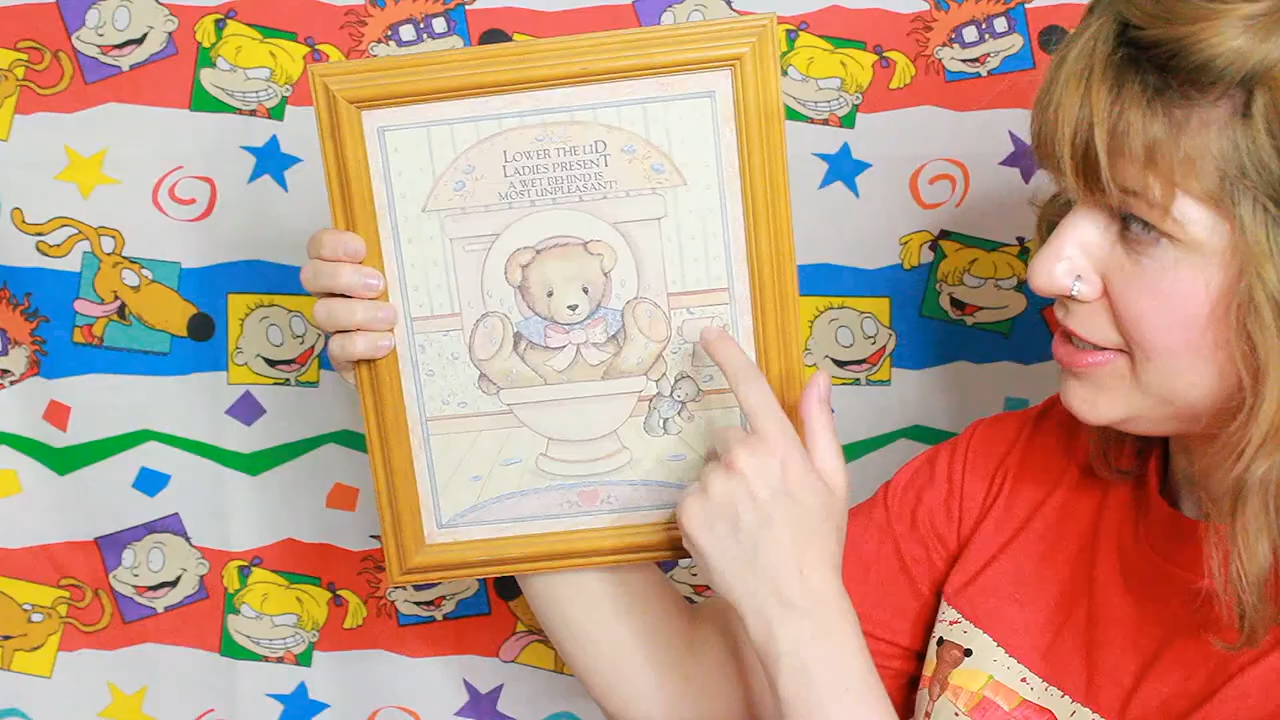 LOWER THE LID
LADIES PRESENT
A WET BEHIND IS
MOST UNPLEASANT!